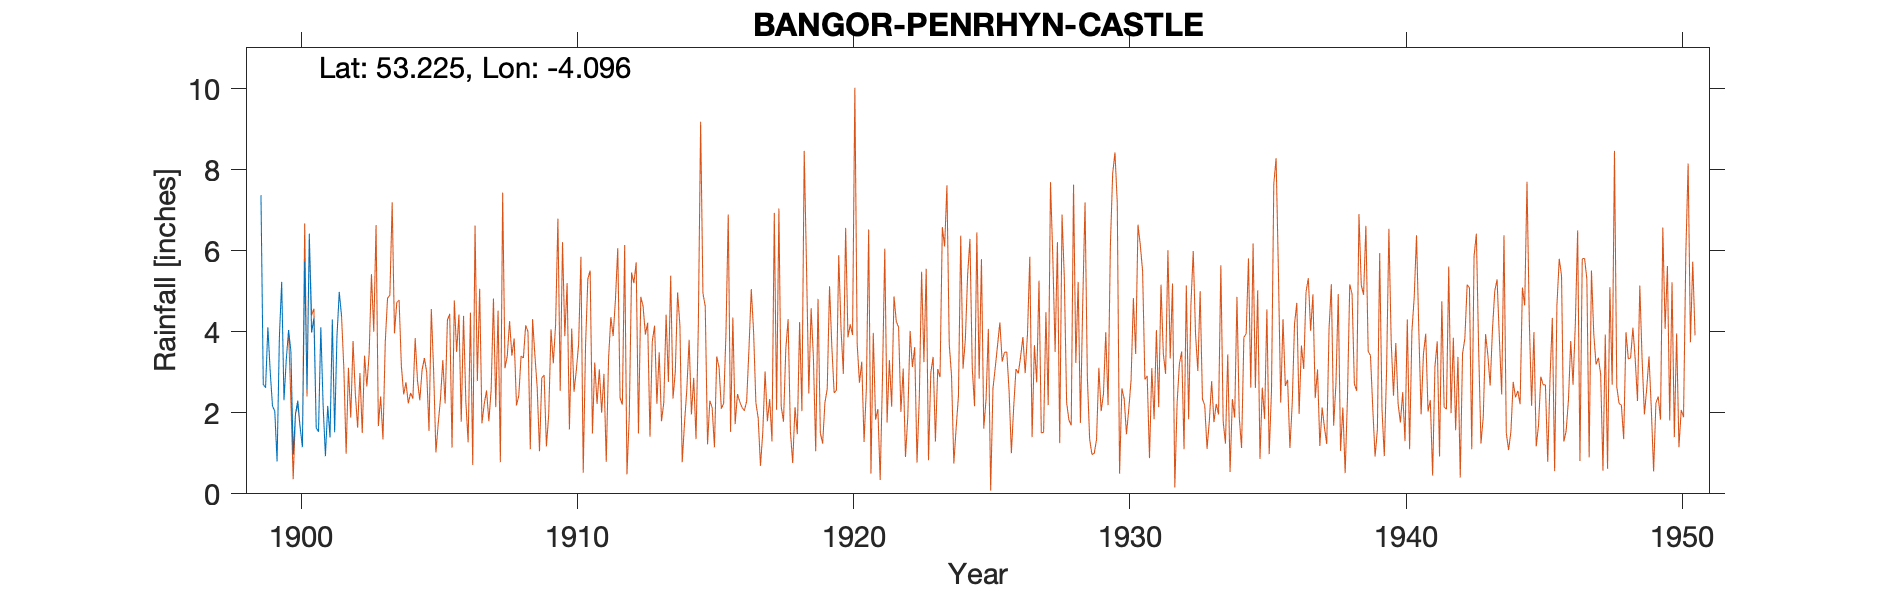 BANGOR-PENRHYN-CASTLE
Lat: 53.225, Lon: -4.096
Rainfall [inches]
10
8
6
4
2
0
1900 1910 1920 1930 1940 1950
Year